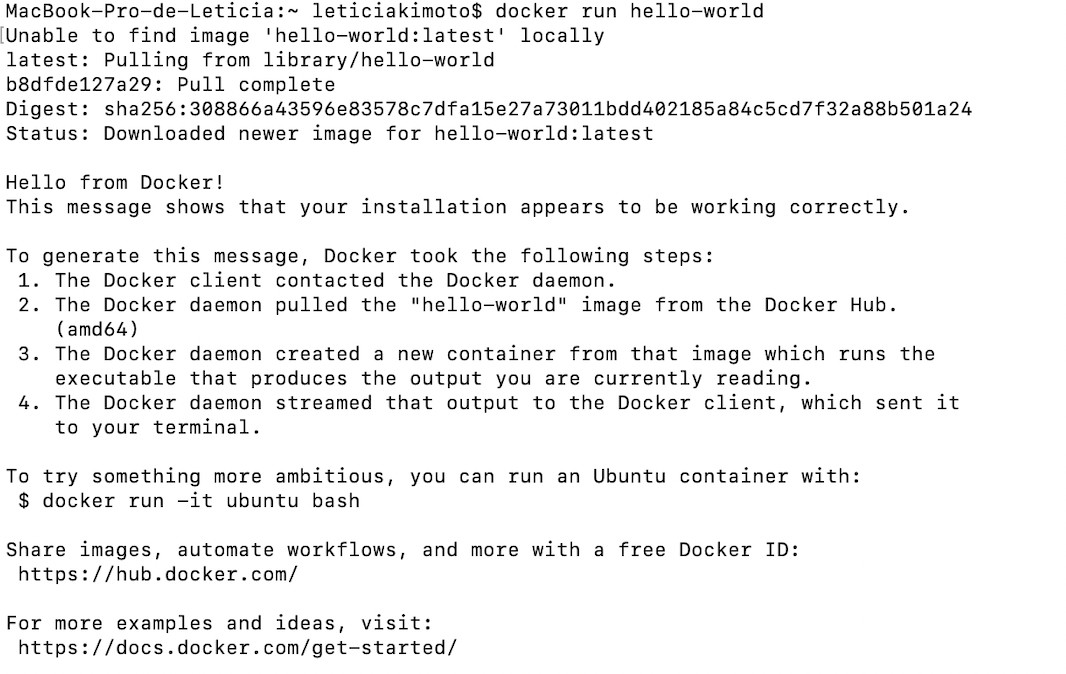 MacBook-Pro-de-Leticia:~ leticiakimoto$ docker run hello-world
[Unable to find image 'hello-world:latest' locally
latest: Pulling from library/hello-world
b8dfde127a29: Pull complete
Digest: sha256:308866a43596e83578c7dfa15e27a73011bdd402185a84c5cd7f32a88b501a24
Status: Downloaded newer image for hello-world:latest

Hello from Docker!
This message shows that your installation appears to be working correctly.

To generate this message, Docker took the following steps:
 1. The Docker client contacted the Docker daemon.
 2. The Docker daemon pulled the "hello-world" image from the Docker Hub.
    (amd64)
 3. The Docker daemon created a new container from that image which runs the
    executable that produces the output you are currently reading.
 4. The Docker daemon streamed that output to the Docker client, which sent it
    to your terminal.

To try something more ambitious, you can run an Ubuntu container with:
 $ docker run -it ubuntu bash

Share images, automate workflows, and more with a free Docker ID:
 https://hub.docker.com/

For more examples and ideas, visit:
 https://docs.docker.com/get-started/